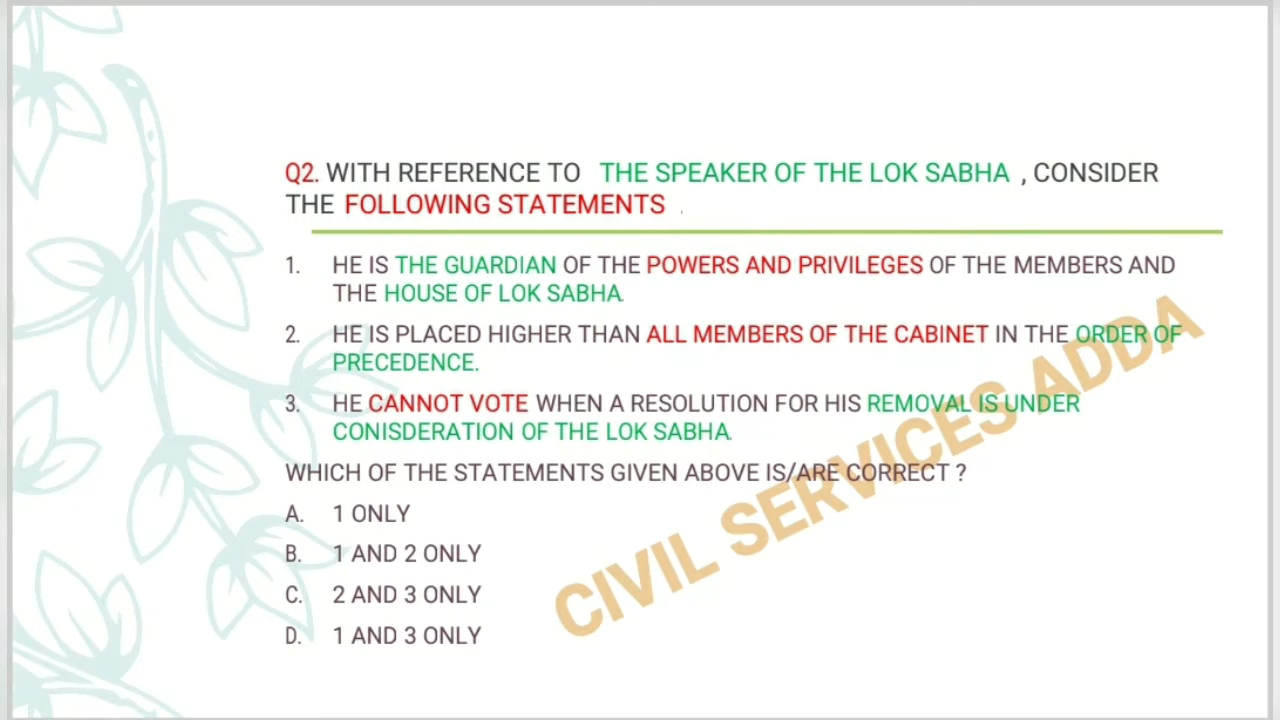 Q2. WITH REFERENCE TO THE SPEAKER OF THE LOK SABHA , CONSIDER
THE FOLLOWING STATEMENTS .
1. HE IS THE GUARDIAN OF THE POWERS AND PRIVILEGES OF THE MEMBERS AND
THE HOUSE OF LOK SABHA.
2. HE IS PLACED HIGHER THAN ALL MEMBERS OF THE CABINET IN THE ORDER OF
PRECEDENCE.
3. HE CANNOT VOTE WHEN A RESOLUTION FOR HIS REMOVAL IS UNDER
CONISDERATION OF THE LOK SABHA.
WHICH OF THE STATEMENTS GIVEN ABOVE IS/ARE CORRECT ?
A. 1 ONLY
B. 1 AND 2 ONLY
C. 2 AND 3 ONLY
D. 1 AND 3 ONLY
CIVIL SERVICES ADDA